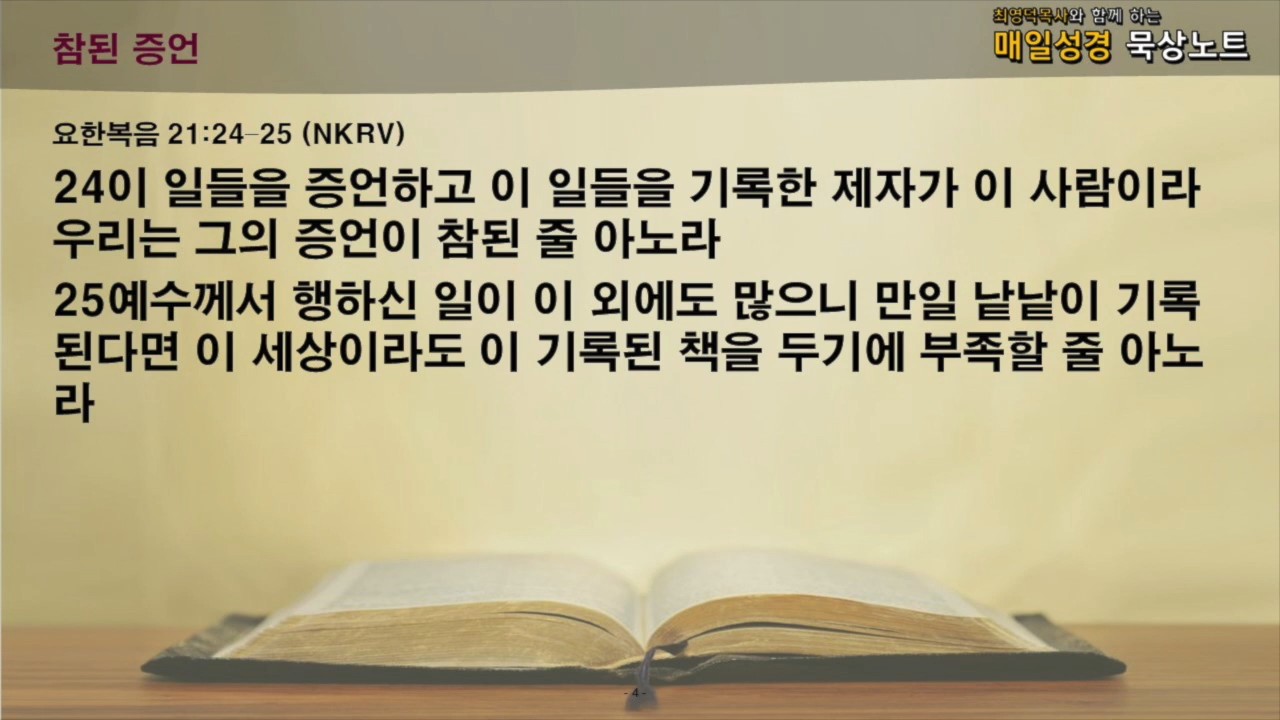 참된 증언
최영덕목사와 함께 하는
매일성경 묵상노트
요한복음 21:24-25 (NKRV)
24이 일들을 증언하고 이 일들을 기록한 제자가 이 사람이라
우리는 그의 증언이 참된 줄 아노라
25예수께서 행하신 일이 이 외에도 많으니 만일 낱낱이 기록
된다면 이 세상이라도 이 기록된 책을 두기에 부족할 줄 아노
라
- 4 -